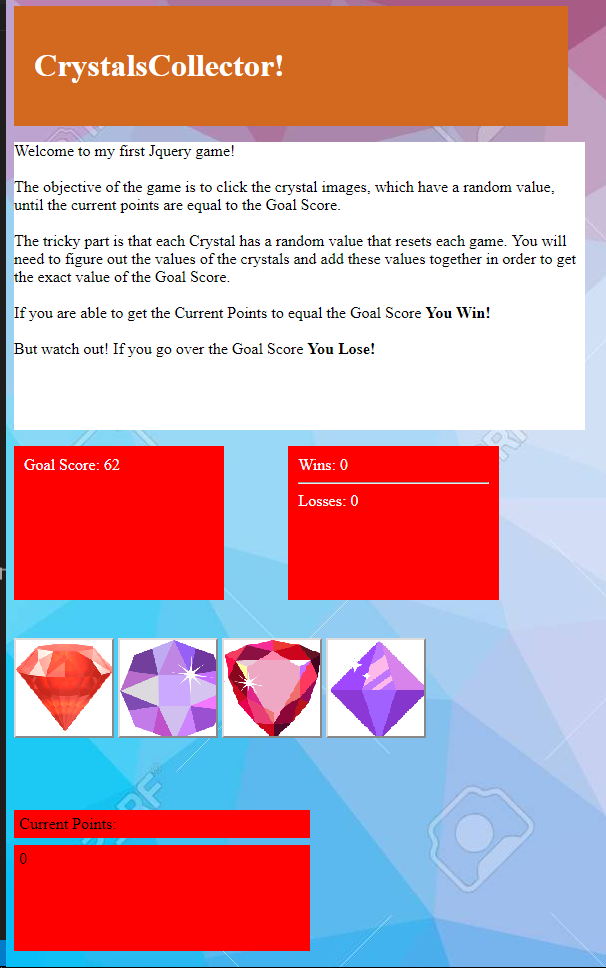 CrystalsCollector!
Welcome to my first Jquery game!
The objective of the game is to click the crystal images, which have a random value,
until the current points are equal to the Goal Score.
The tricky part is that each Crystal has a random value that resets each game. You will
need to figure out the values of the crystals and add these values together in order to get
the exact value of the Goal Score.
If you are able to get the Current Points to equal the Goal Score You Win!
But watch out! If you go over the Goal Score You Lose!
Goal Score: 62
Wins: 0
Losses: 0
Current Points:
0